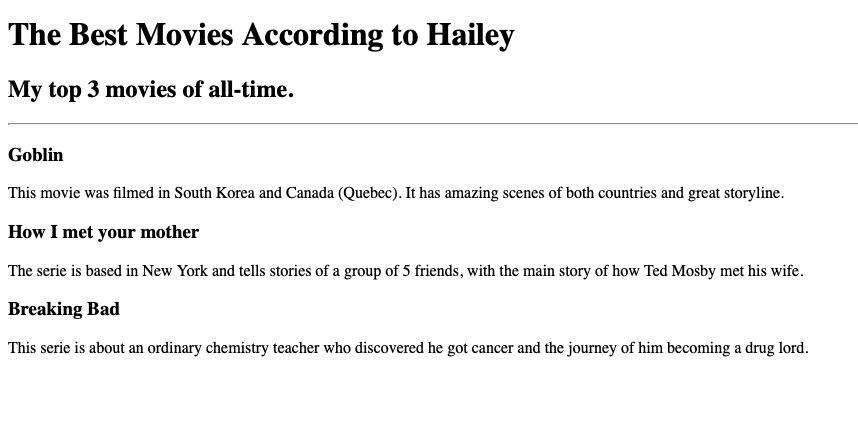 The Best Movies According to Hailey
My top 3 movies of all-time.
Goblin
This movie was filmed in South Korea and Canada (Quebec). It has amazing scenes of both countries and great storyline.
How I met your mother
The serie is based in New York and tells stories of a group of 5 friends, with the main story of how Ted Mosby met his wife.
Breaking Bad
This serie is about an ordinary chemistry teacher who discovered he got cancer and the journey of him becoming a drug lord.